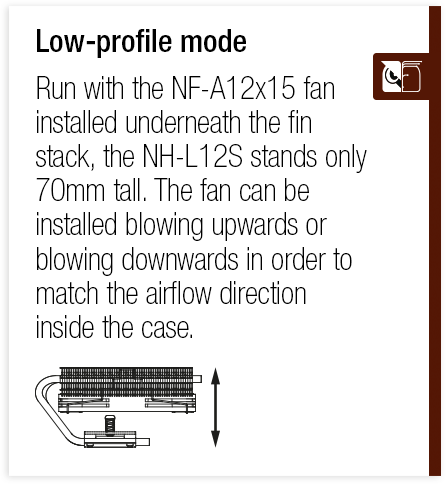 Low-profile mode
Run with the NF-A12x15 fan
installed underneath the fin
stack, the NH-L12S stands only
70mm tall. The fan can be
installed blowing upwards or
blowing downwards in order to
match the airflow direction
inside the case.